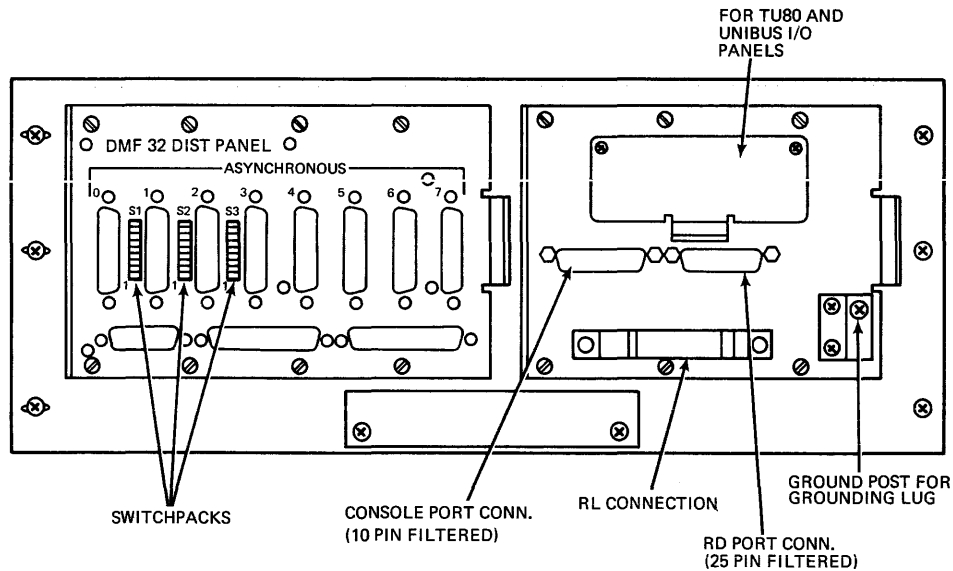 FOR TU80 AND
UNIBUS I/O
PANELS
DMF 32 DIST PANEL
ASYNCHRONOUS
0 1 2 3 4 5 6 7
S1 S2 S3
1 1 1
SWITCHPACKS
CONSOLE PORT CONN.
(10 PIN FILTERED)
RL CONNECTION
RD PORT CONN.
(25 PIN FILTERED)
GROUND POST FOR
GROUNDING LUG